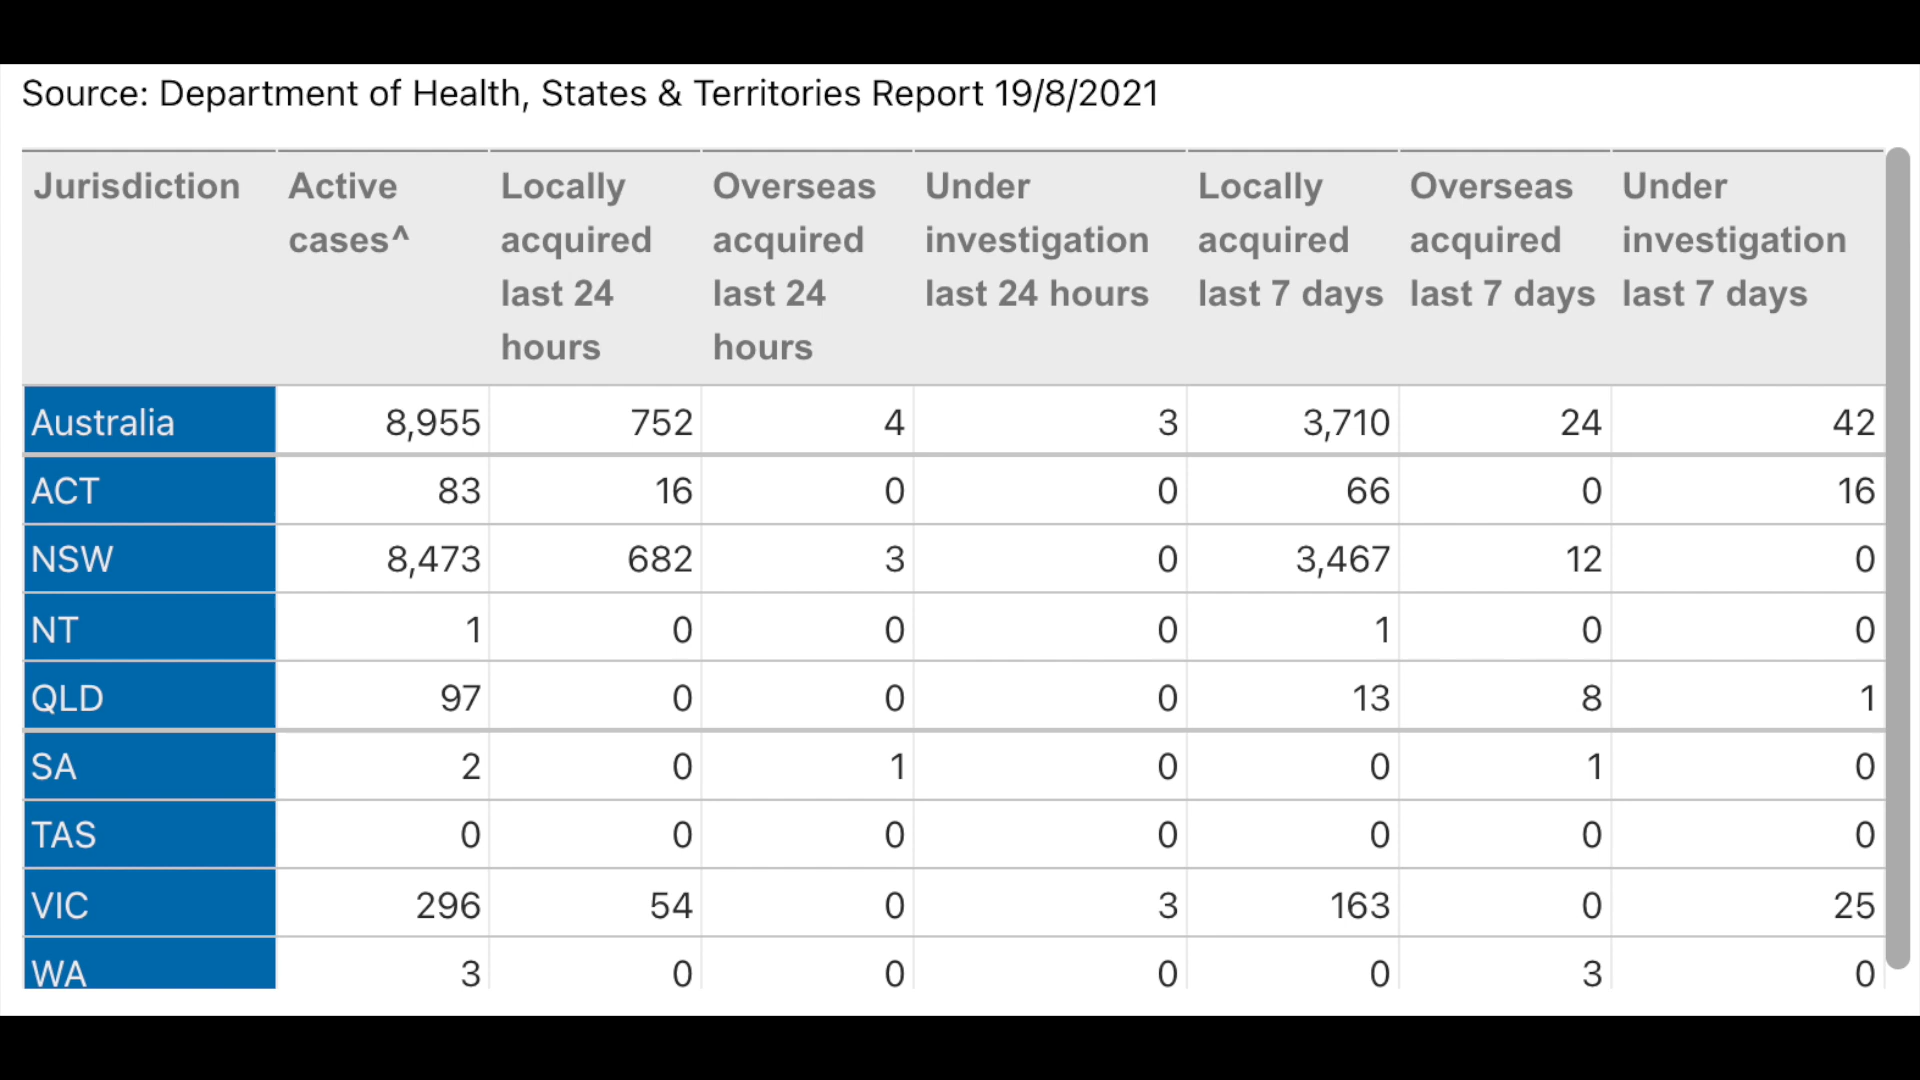 Source: Department of Health, States & Territories Report 19/8/2021
Jurisdiction Active cases^ Locally acquired last 24 hours Overseas acquired last 24 hours Under investigation last 24 hours Locally acquired last 7 days Overseas acquired last 7 days Under investigation last 7 days
Australia 8,955 752 4 3 3,710 24 42
ACT 83 16 0 0 66 0 16
NSW 8,473 682 3 0 3,467 12 0
NT 1 0 0 0 1 0 0
QLD 97 0 0 0 13 8 1
SA 2 0 1 0 0 1 0
TAS 0 0 0 0 0 0 0
VIC 296 54 0 3 163 0 25
WA 3 0 0 0 0 3 0